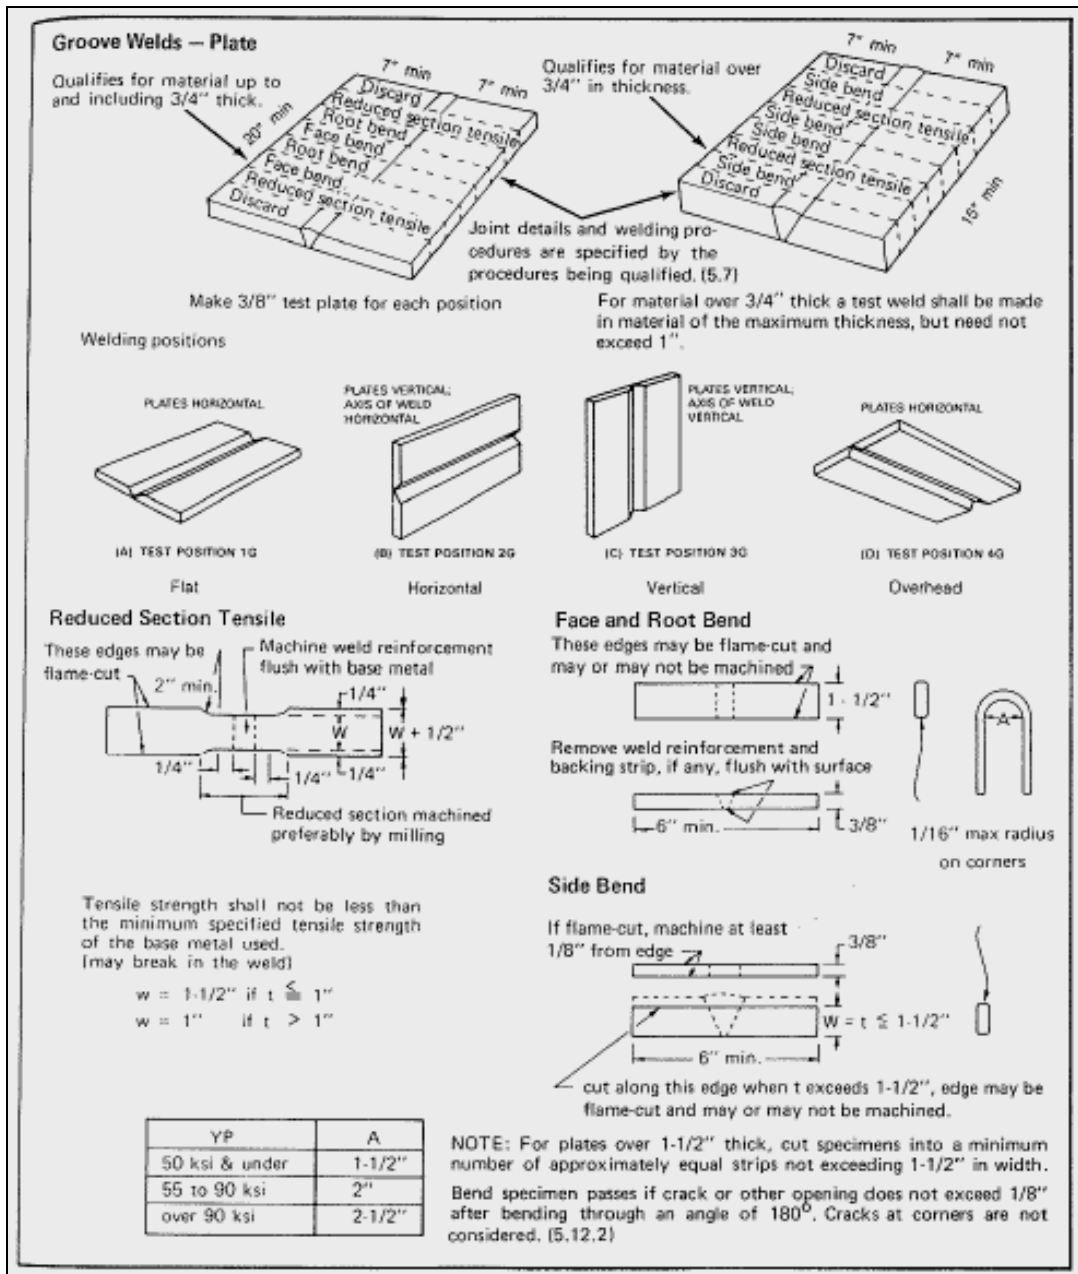 Groove Welds — Plate
Qualifies for material up to
and including 3/4" thick.
7" min
7" min
20" min
Discard
Reduced section tensile
Root bend
Face bend
Root bend
Face bend
Reduced section tensile
Discard
Qualifies for material over
3/4" in thickness.
7" min
7" min
Discard
Side bend
Reduced section tensile
Side bend
Side bend
Reduced section tensile
Side bend
Discard
15" min
Joint details and welding pro-
cedures are specified by the
procedures being qualified. (5.7)
Make 3/8" test plate for each position
For material over 3/4" thick a test weld shall be made
in material of the maximum thickness, but need not
exceed 1".
Welding positions
PLATES HORIZONTAL
PLATES VERTICAL;
AXIS OF WELD
HORIZONTAL
PLATES VERTICAL;
AXIS OF WELD
VERTICAL
PLATES HORIZONTAL
(A) TEST POSITION 1G
(B) TEST POSITION 2G
(C) TEST POSITION 3G
(D) TEST POSITION 4G
Flat
Horizontal
Vertical
Overhead
Reduced Section Tensile
These edges may be
flame-cut
2" min.
Machine weld reinforcement
flush with base metal
1/4"
W
W + 1/2"
1/4"
1/4"
1/4"
Reduced section machined
preferably by milling
Face and Root Bend
These edges may be flame-cut and
may or may not be machined
1 - 1/2"
A
Remove weld reinforcement and
backing strip, if any, flush with surface
6" min.
3/8"
1/16" max radius
on corners
Tensile strength shall not be less than
the minimum specified tensile strength
of the base metal used.
(may break in the weld)
w = 1-1/2" if t ≦ 1"
w = 1" if t > 1"
Side Bend
If flame-cut, machine at least
1/8" from edge
3/8"
W = t ≦ 1-1/2"
6" min.
cut along this edge when t exceeds 1-1/2", edge may be
flame-cut and may or may not be machined.
YP A
50 ksi & under 1-1/2"
55 to 90 ksi 2"
over 90 ksi 2-1/2"
NOTE: For plates over 1-1/2" thick, cut specimens into a minimum
number of approximately equal strips not exceeding 1-1/2" in width.
Bend specimen passes if crack or other opening does not exceed 1/8"
after bending through an angle of 180°. Cracks at corners are not
considered. (5.12.2)